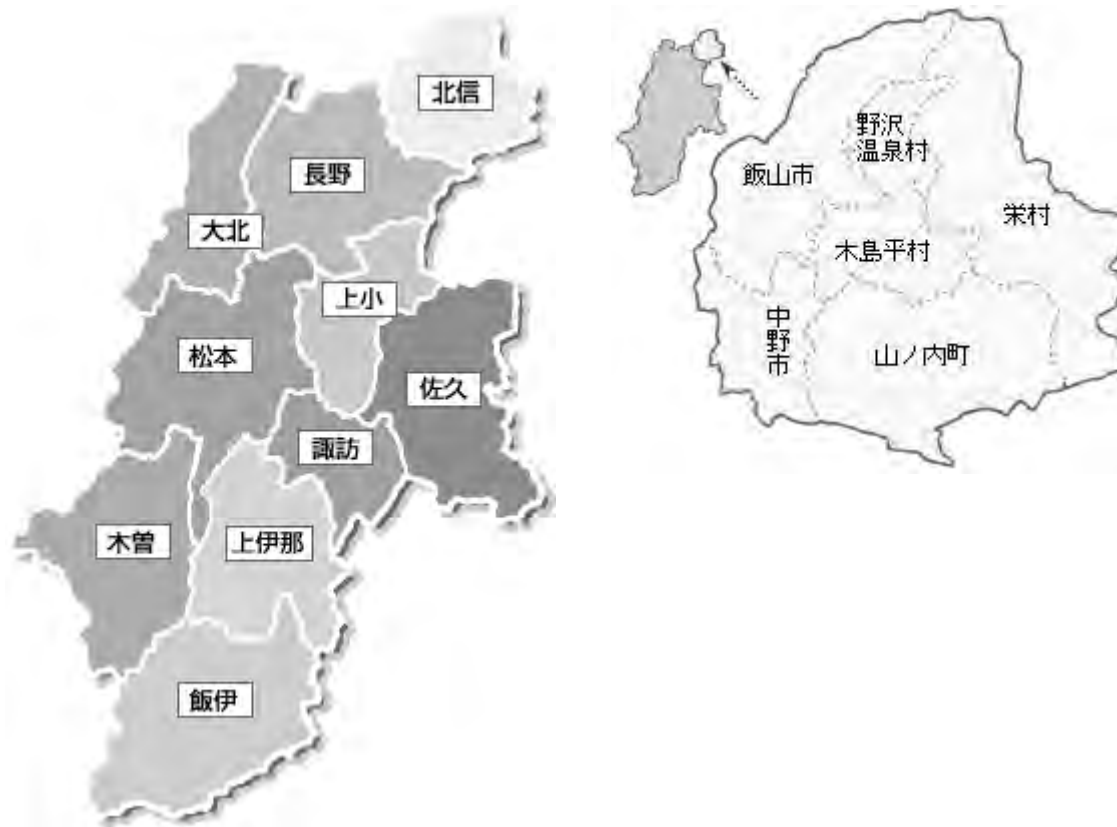 北信
長野
大北
上小
松本
佐久
諏訪
木曽
上伊那
飯伊
野沢
温泉村
飯山市
栄村
木島平村
中野市
山ノ内町